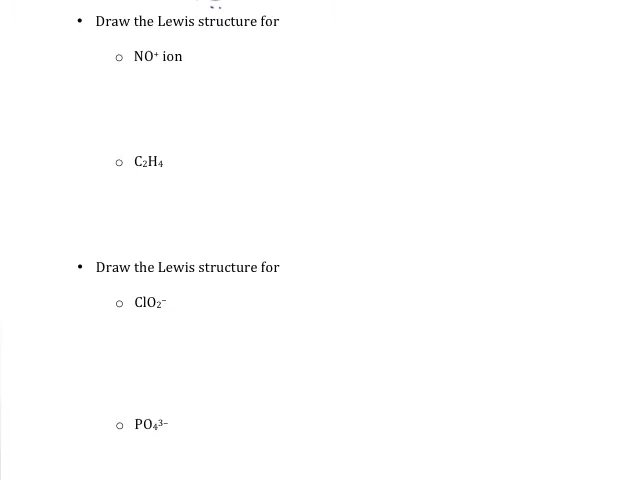 • Draw the Lewis structure for
○ NO⁺ ion
○ C₂H₄
• Draw the Lewis structure for
○ ClO₂⁻
○ PO₄³⁻